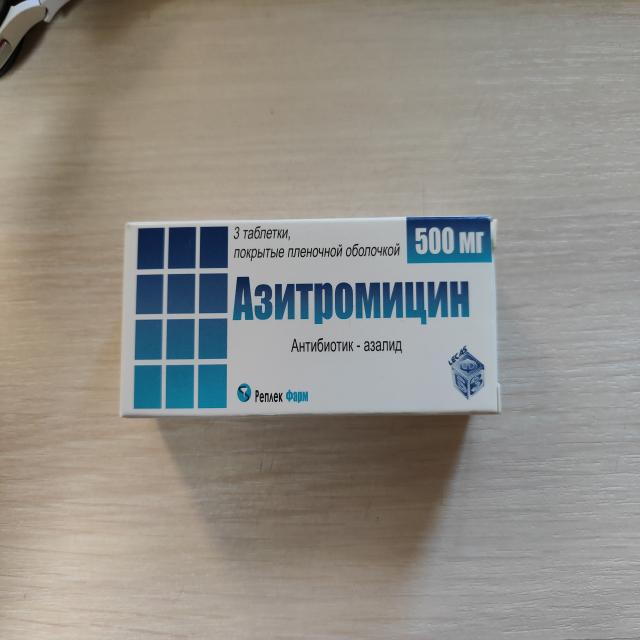 3 таблетки,
покрытые пленочной оболочкой
500 мг
Азитромицин
Антибиотик - азалид
Реплек Фарм